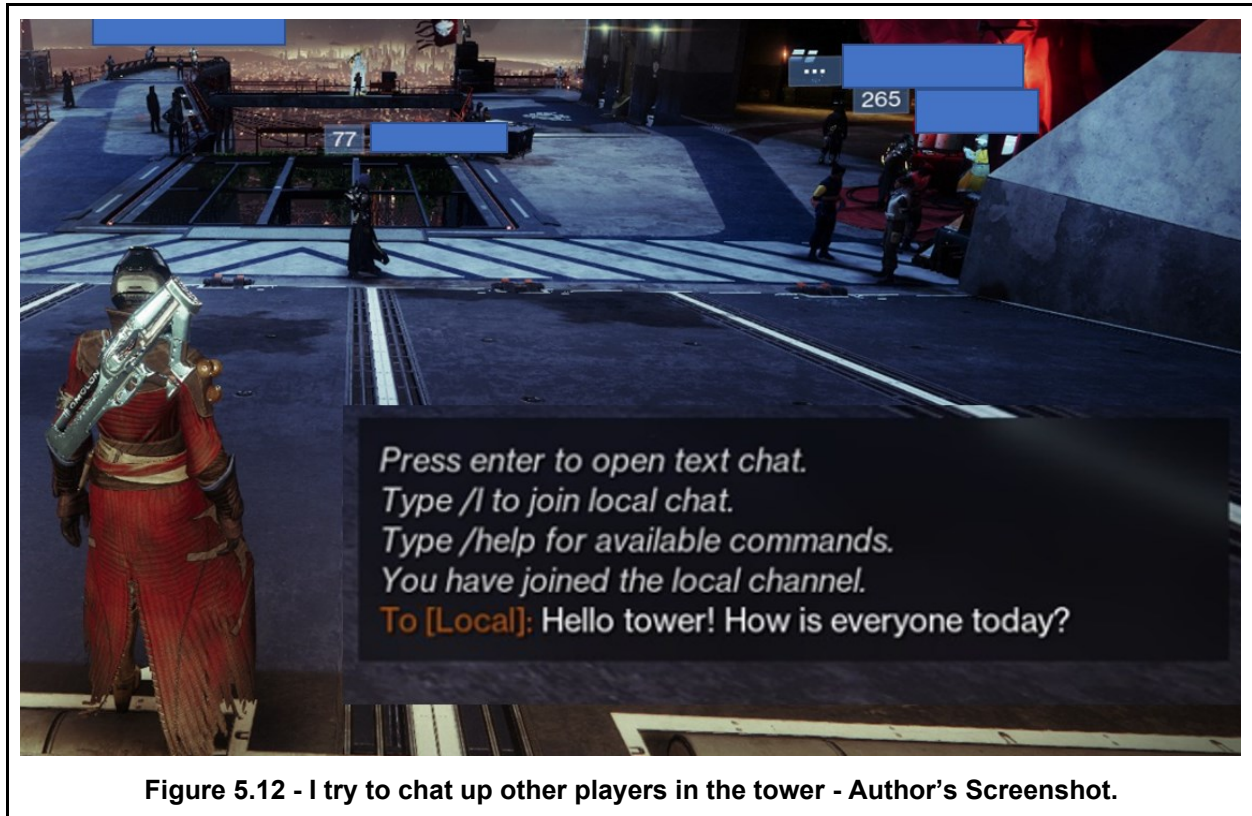 ...
265
77
OMOLON
Press enter to open text chat.
Type /l to join local chat.
Type /help for available commands.
You have joined the local channel.
To [Local]: Hello tower! How is everyone today?
Figure 5.12 - I try to chat up other players in the tower - Author's Screenshot.